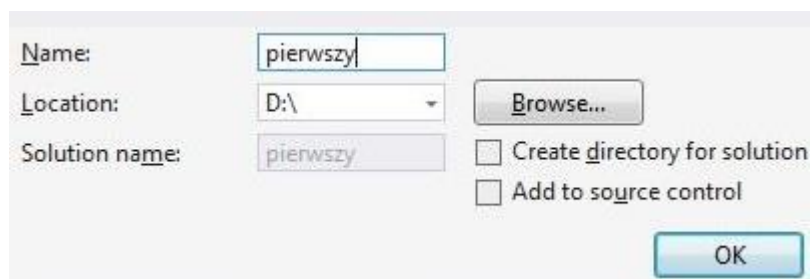 Name: pierwszy
Location: D:\ Browse...
Solution name: pierwszy Create directory for solution
Add to source control
OK